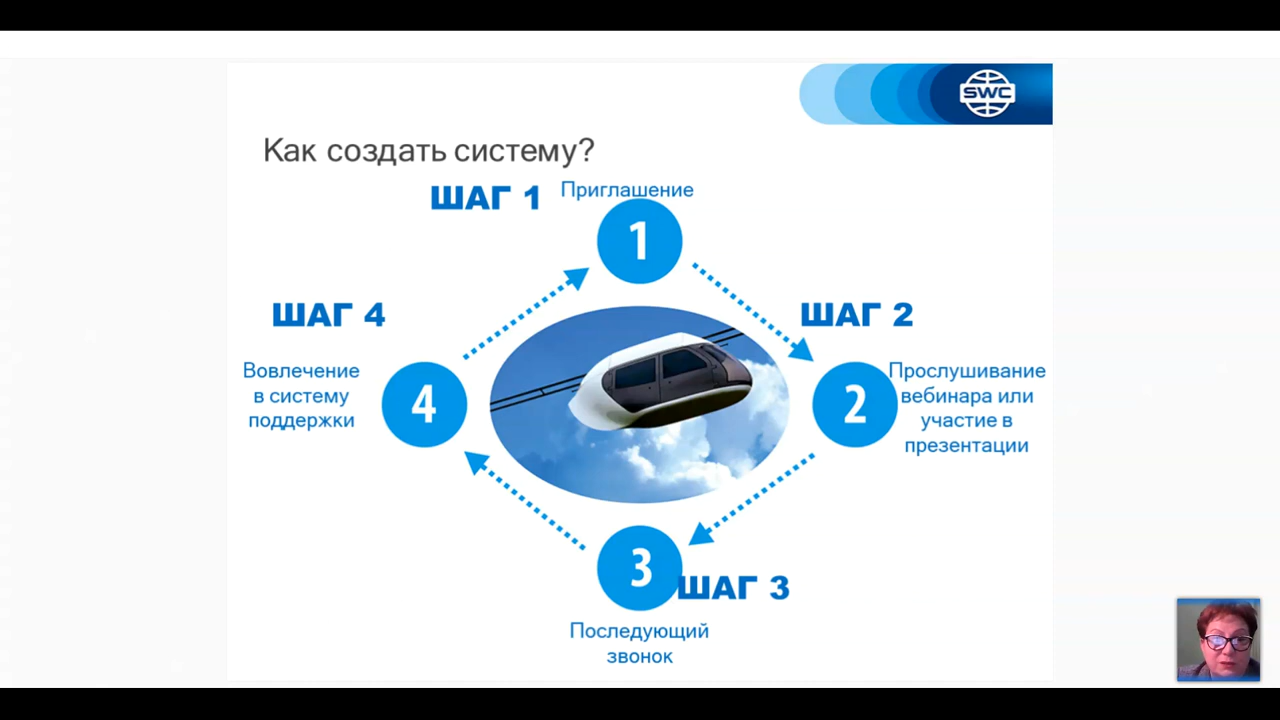 SWC
Как создать систему?
ШАГ 1
Приглашение
1
ШАГ 2
2
Прослушивание
вебинара или
участие в
презентации
3
ШАГ 3
Последующий
звонок
ШАГ 4
Вовлечение
в систему
поддержки
4